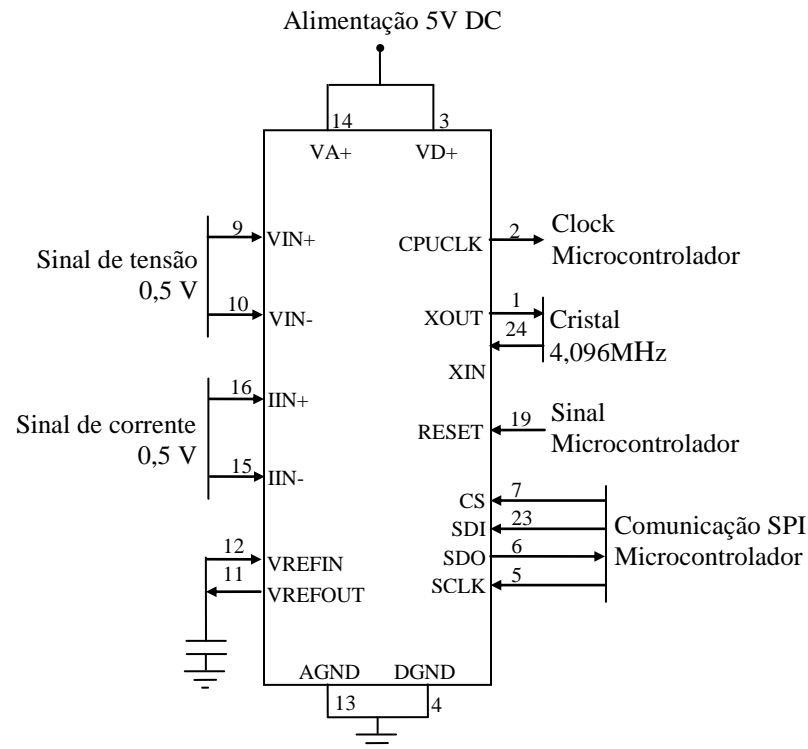 Alimentação 5V DC
14
3
VA+
VD+
9
VIN+
Sinal de tensão
0,5 V
10
VIN-
CPUCLK
2
Clock
Microcontrolador
XOUT
1
24
XIN
Cristal
4,096MHz
16
IIN+
Sinal de corrente
0,5 V
15
IIN-
RESET
19
Sinal
Microcontrolador
CS
7
SDI
23
SDO
6
SCLK
5
Comunicação SPI
Microcontrolador
12
VREFIN
11
VREFOUT
AGND
DGND
13
4